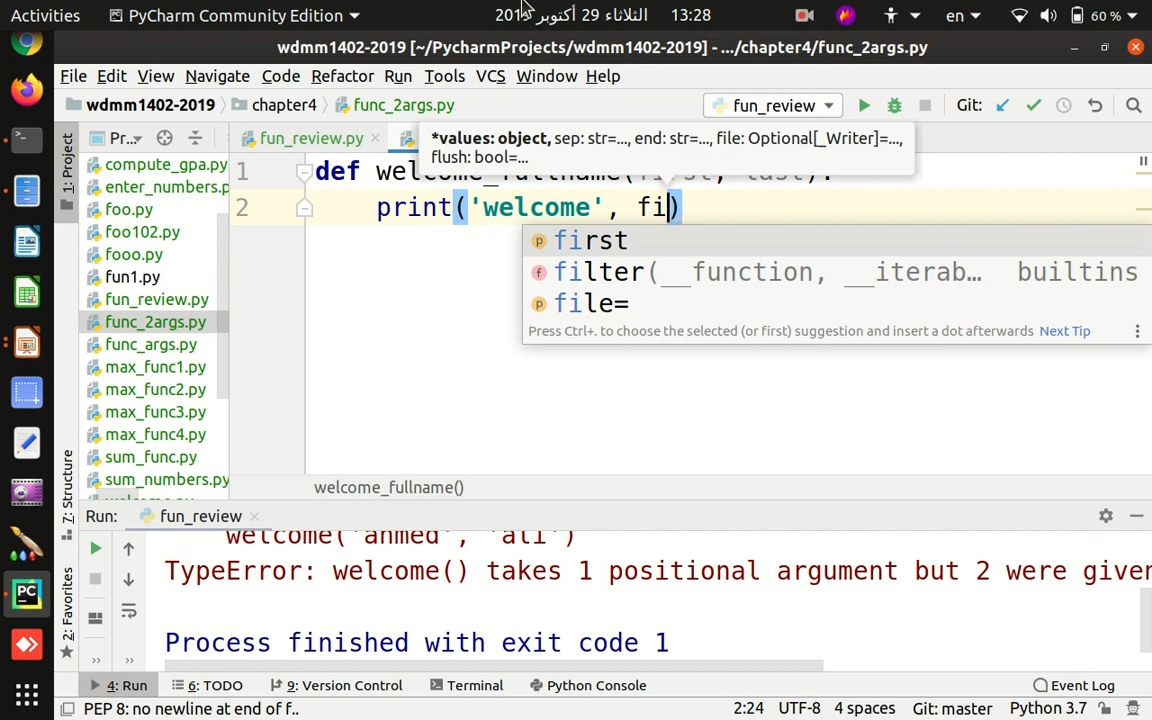 Activities PyCharm Community Edition الثلاثاء 29 أكتوبر 2019 13:28 en 60 %
wdmm1402-2019 [~/PycharmProjects/wdmm1402-2019] - .../chapter4/func_2args.py
File Edit View Navigate Code Refactor Run Tools VCS Window Help
wdmm1402-2019 chapter4 func_2args.py fun_review Git:
1: Project
Pr...
fun_review.py
*values: object, sep: str=..., end: str=..., file: Optional[_Writer]=...,
flush: bool=...
compute_gpa.py
enter_numbers.p
foo.py
foo102.py
fooo.py
fun1.py
fun_review.py
func_2args.py
func_args.py
max_func1.py
max_func2.py
max_func3.py
max_func4.py
sum_func.py
sum_numbers.py
1 def welcome_fullname(first, last):
2 print('welcome', fi)
first
filter(__function, __iterab... builtins
file=
Press Ctrl+. to choose the selected (or first) suggestion and insert a dot afterwards Next Tip
welcome_fullname()
7: Structure
2: Favorites
Run: fun_review
welcome('ahmed', 'ali')
TypeError: welcome() takes 1 positional argument but 2 were given
Process finished with exit code 1
4: Run 6: TODO 9: Version Control Terminal Python Console Event Log
PEP 8: no newline at end of f.. 2:24 UTF-8 4 spaces Git: master Python 3.7